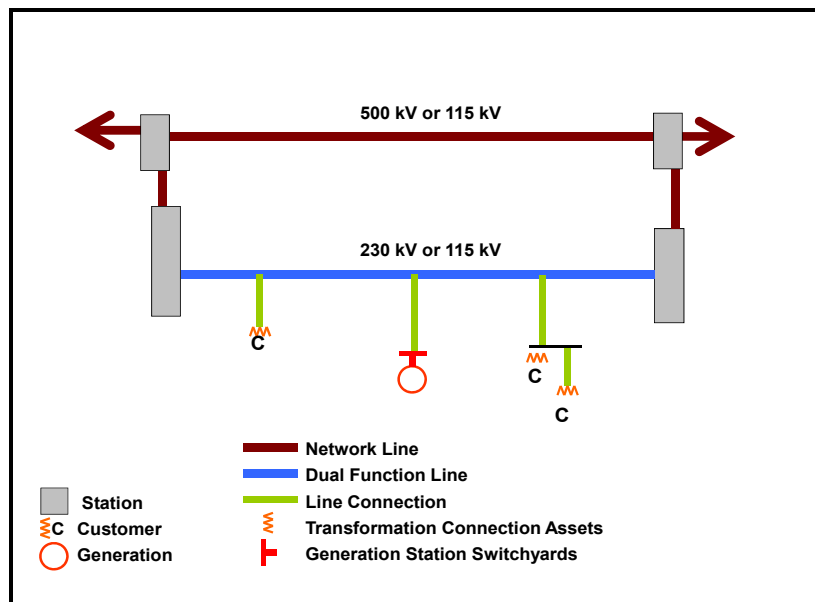 500 kV or 115 kV
230 kV or 115 kV
C
C
C
Network Line
Dual Function Line
Line Connection
Transformation Connection Assets
Generation Station Switchyards
Station
C Customer
Generation